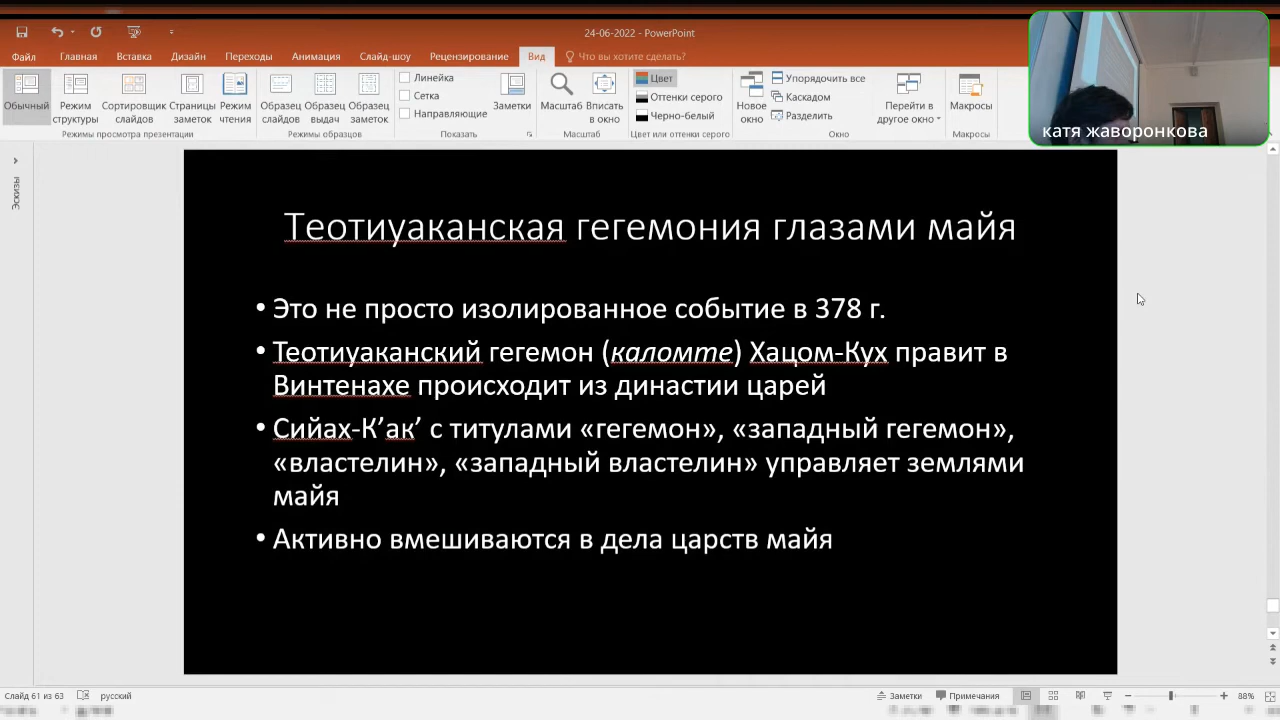 24-06-2022 - PowerPoint
Файл Главная Вставка Дизайн Переходы Анимация Слайд-шоу Рецензирование Вид Что вы хотите сделать?
Обычный
Режим структуры
Сортировщик слайдов
Страницы заметок
Режим чтения
Режимы просмотра презентации
Образец слайдов
Образец выдач
Образец заметок
Режимы образцов
Линейка
Сетка
Направляющие
Показать
Заметки
Масштаб
Вписать в окно
Масштаб
Цвет
Оттенки серого
Черно-белый
Цвет или оттенки серого
Новое окно
Упорядочить все
Каскадом
Разделить
Перейти в другое окно
Окно
Макросы
Макросы
катя жаворонкова
Эскизы
Теотиуаканская гегемония глазами майя
• Это не просто изолированное событие в 378 г.
• Теотиуаканский гегемон (каломте) Хацом-Кух правит в
Винтенахе происходит из династии царей
• Сийах-К’ак’ с титулами «гегемон», «западный гегемон»,
«властелин», «западный властелин» управляет землями
майя
• Активно вмешиваются в дела царств майя
Слайд 61 из 63 русский Заметки Примечания 88%